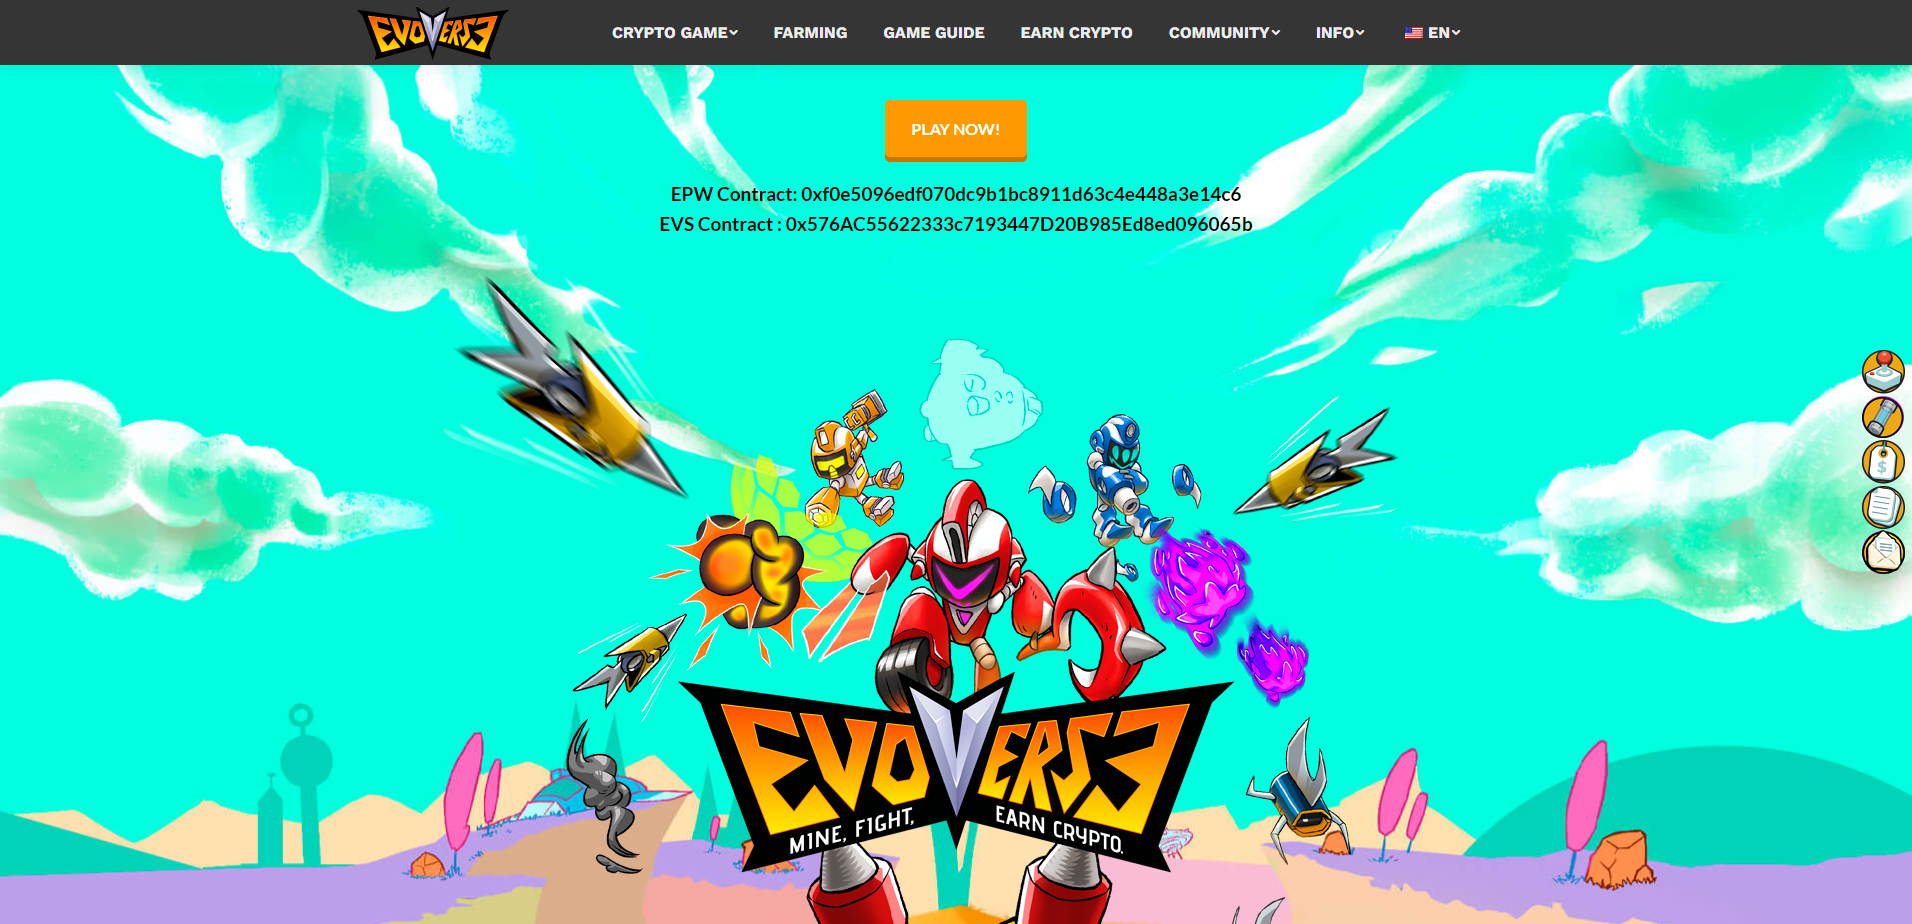 EVOVERSE
CRYPTO GAME
FARMING
GAME GUIDE
EARN CRYPTO
COMMUNITY
INFO
EN
PLAY NOW!
EPW Contract: 0xf0e5096edf070dc9b1bc8911d63c4e448a3e14c6
EVS Contract : 0x576AC55622333c7193447D20B985Ed8ed096065b
$
EVOVERSE
MINE, FIGHT, EARN CRYPTO.